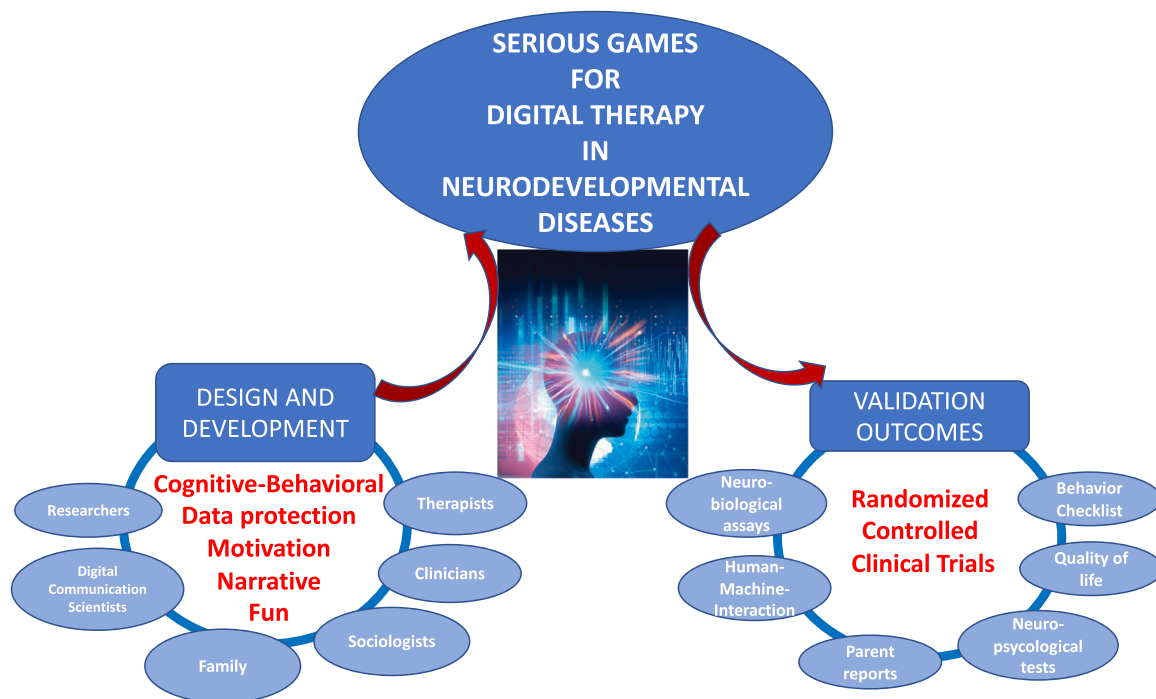 SERIOUS GAMES
FOR
DIGITAL THERAPY
IN
NEURODEVELOPMENTAL
DISEASES
DESIGN AND
DEVELOPMENT
Cognitive-Behavioral
Data protection
Motivation
Narrative
Fun
Researchers
Digital
Communication
Scientists
Family
Sociologists
Clinicians
Therapists
VALIDATION
OUTCOMES
Randomized
Controlled
Clinical Trials
Neuro-
biological
assays
Human-
Machine-
Interaction
Parent
reports
Neuro-
psycological
tests
Quality of
life
Behavior
Checklist